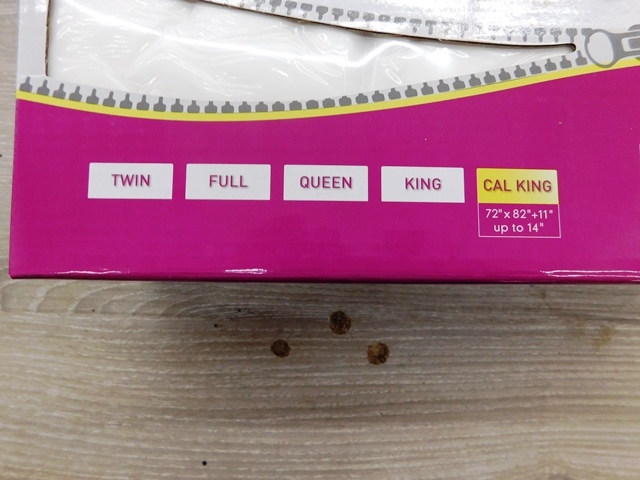 TWIN FULL QUEEN KING CAL KING
72"x 82"+11"
up to 14"